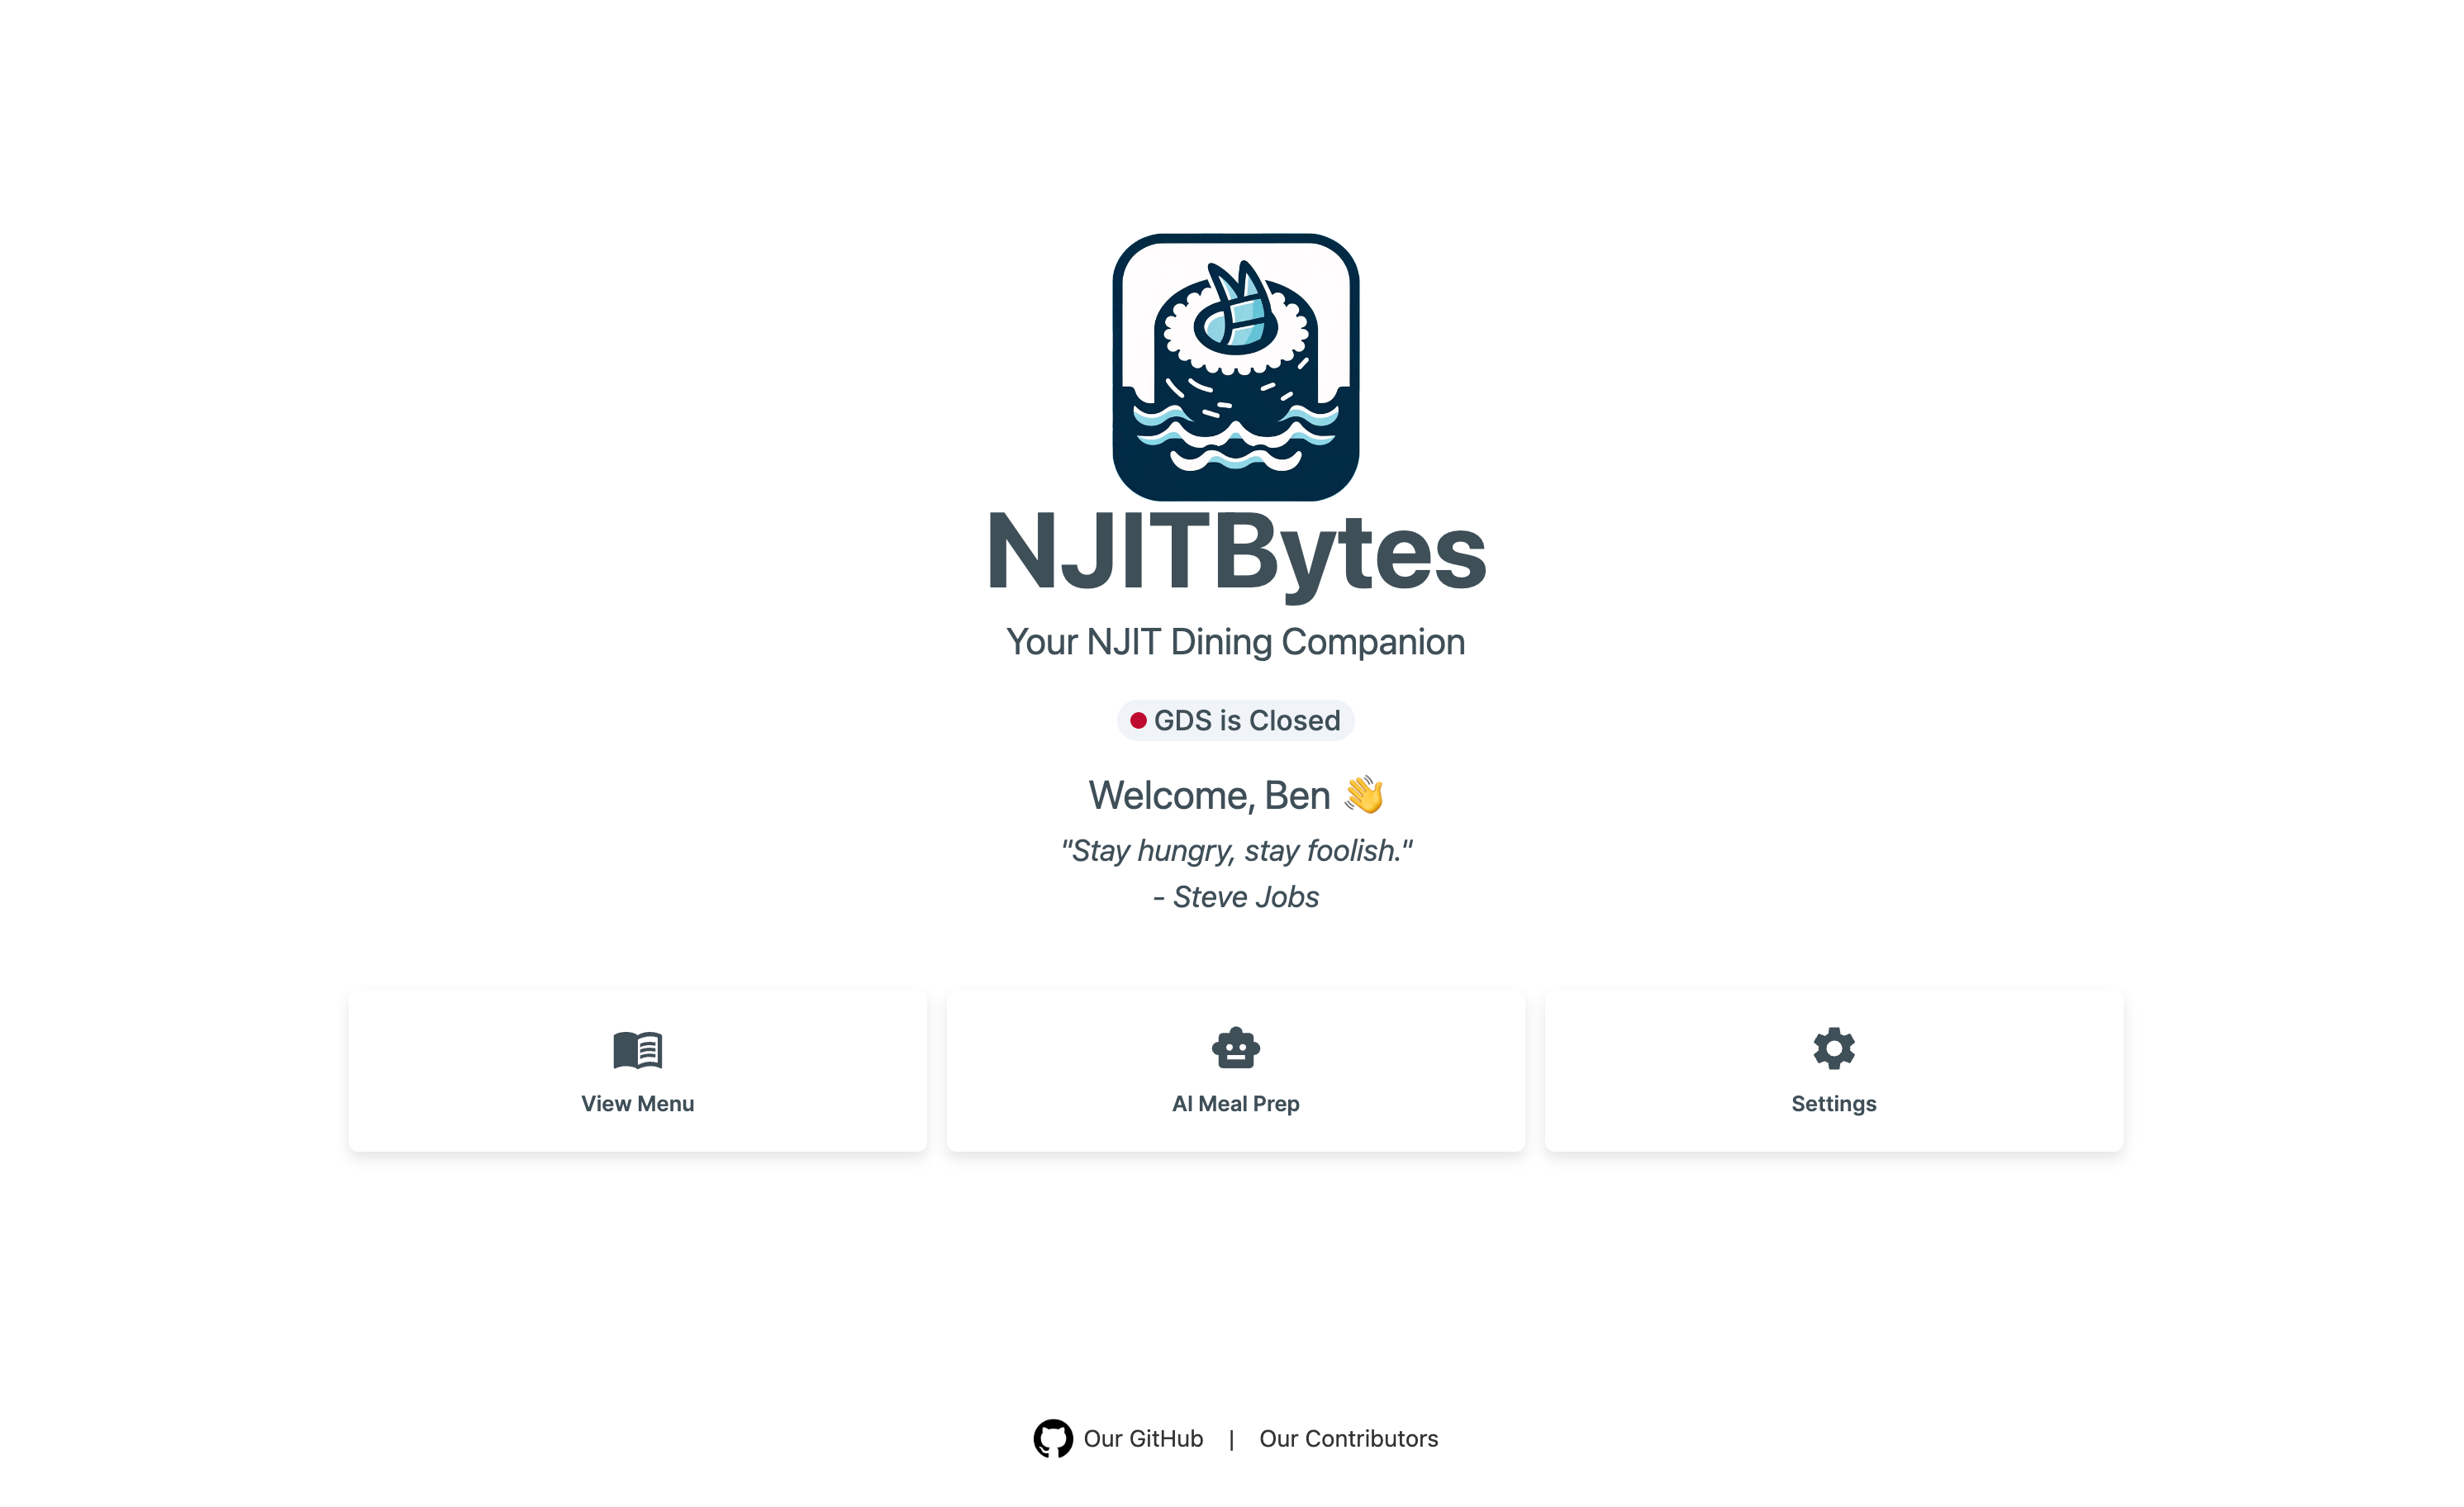 NJITBytes
Your NJIT Dining Companion
GDS is Closed
Welcome, Ben 👋
"Stay hungry, stay foolish."
- Steve Jobs
View Menu
AI Meal Prep
Settings
Our GitHub | Our Contributors